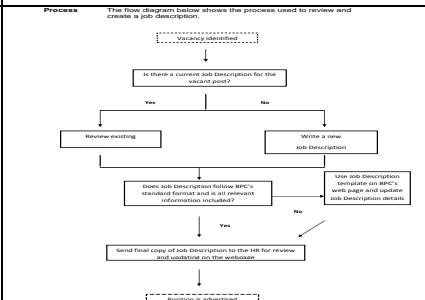 Process The flow diagram below shows the process used to review and
create a job description.
Vacancy identified
Is there a current Job Description for the
vacant post?
Yes No
Review existing
Write a new
Job Description
Does Job Description follow BPC's
standard format and is all relevant
information included?
Use Job Description
template on BPC's
web page and update
Job Description details
No
Yes
Send final copy of Job Description to the HR for review
and updating on the webpage
Position is advertised